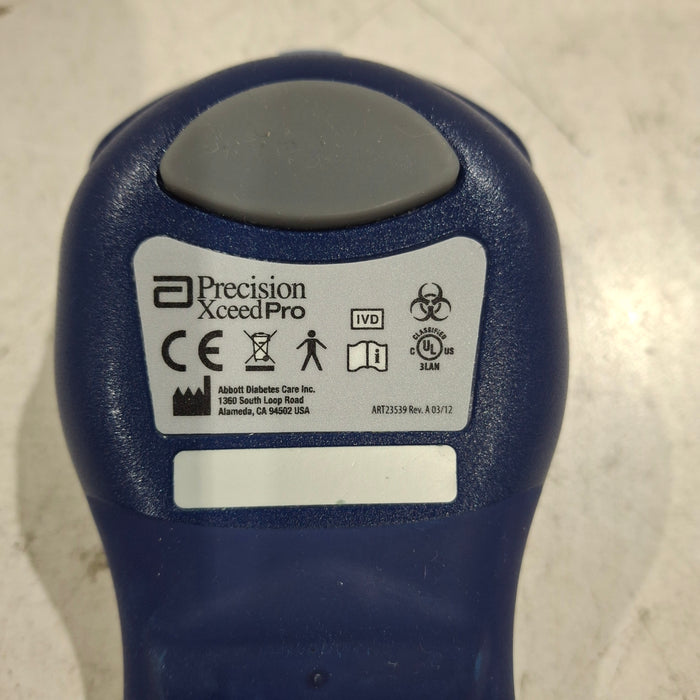 Precision
XceedPro
IVD
CE
i
CLASSIFIED
C UL US
3LAN
Abbott Diabetes Care Inc.
1360 South Loop Road
Alameda, CA 94502 USA
ART23539 Rev. A 03/12